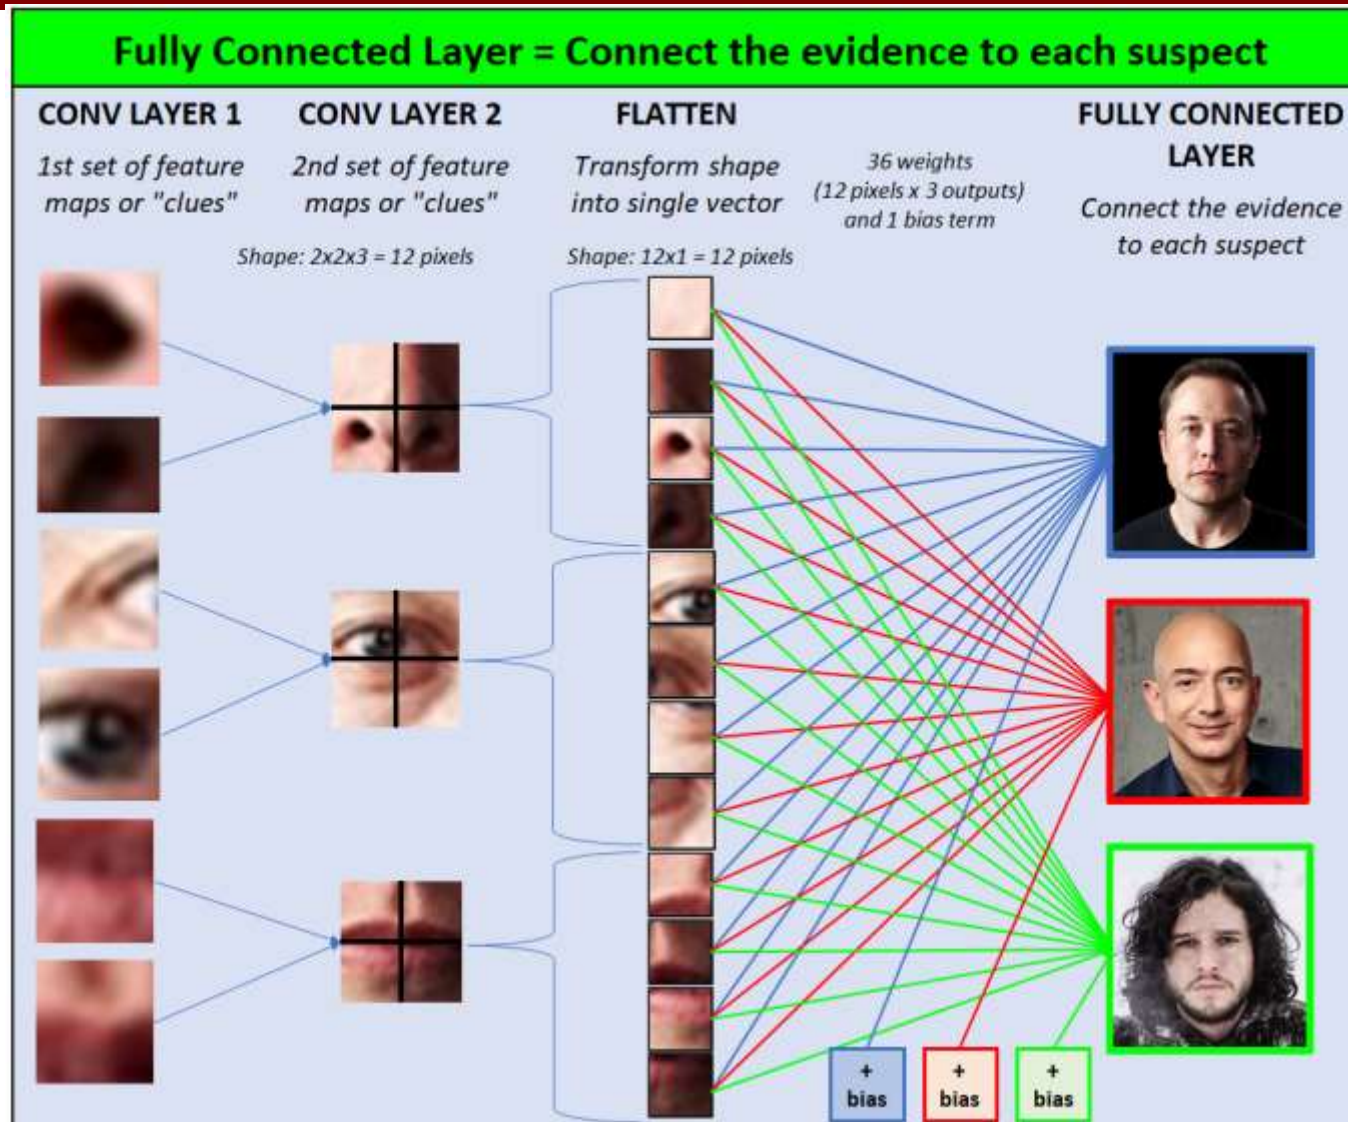 Fully Connected Layer = Connect the evidence to each suspect
CONV LAYER 1
1st set of feature
maps or "clues"
CONV LAYER 2
2nd set of feature
maps or "clues"
Shape: 2x2x3 = 12 pixels
FLATTEN
Transform shape
into single vector
Shape: 12x1 = 12 pixels
36 weights
(12 pixels x 3 outputs)
and 1 bias term
FULLY CONNECTED
LAYER
Connect the evidence
to each suspect
+
bias
+
bias
+
bias